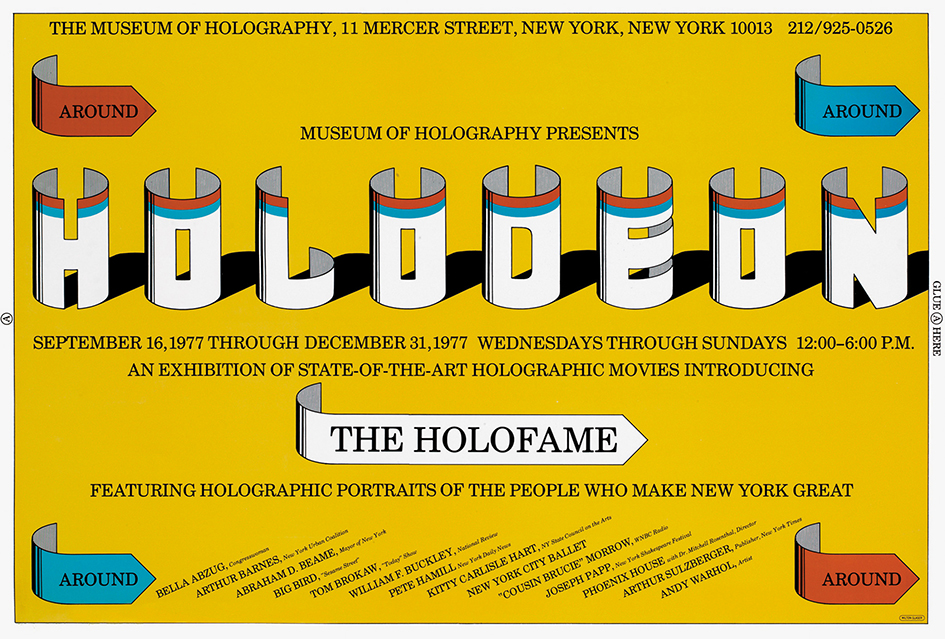 THE MUSEUM OF HOLOGRAPHY, 11 MERCER STREET, NEW YORK, NEW YORK 10013 212/925-0526
AROUND
AROUND
MUSEUM OF HOLOGRAPHY PRESENTS
HOLODEON
A
GLUE A HERE
SEPTEMBER 16, 1977 THROUGH DECEMBER 31, 1977 WEDNESDAYS THROUGH SUNDAYS 12:00–6:00 P.M.
AN EXHIBITION OF STATE-OF-THE-ART HOLOGRAPHIC MOVIES INTRODUCING
THE HOLOFAME
FEATURING HOLOGRAPHIC PORTRAITS OF THE PEOPLE WHO MAKE NEW YORK GREAT
AROUND
BELLA ABZUG, Congresswoman
ARTHUR BARNES, New York Urban Coalition
ABRAHAM D. BEAME, Mayor of New York
BIG BIRD, "Sesame Street"
TOM BROKAW, "Today" Show
WILLIAM F. BUCKLEY, National Review
PETE HAMILL New York Daily News
KITTY CARLISLE HART, NY State Council on the Arts
NEW YORK CITY BALLET
"COUSIN BRUCIE" MORROW, WNBC Radio
JOSEPH PAPP, New York Shakespeare Festival
PHOENIX HOUSE with Dr. Mitchell Rosenthal, Director
ARTHUR SULZBERGER, Publisher, New York Times
ANDY WARHOL, Artist
AROUND
MILTON GLASER